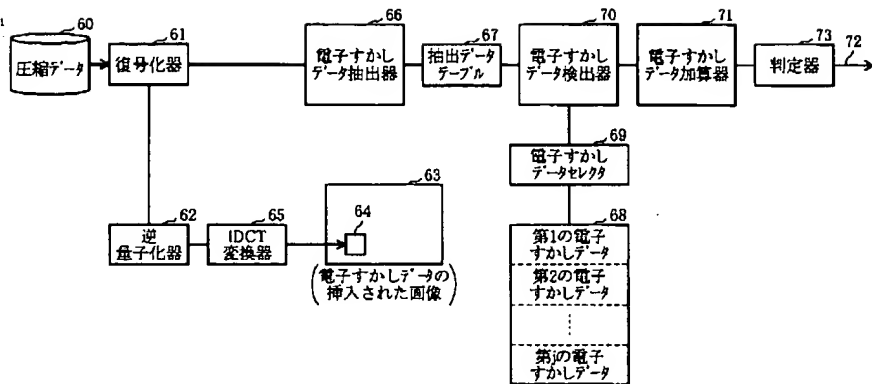 1
60
圧縮データ
61
復号化器
66
電子すかし
データ抽出器
67
抽出データ
テーブル
70
電子すかし
データ検出器
71
電子すかし
データ加算器
73
判定器
72
69
電子すかし
データセレクタ
62
逆
量子化器
65
IDCT
変換器
63
64
(電子すかしデータの
挿入された画像)
68
第1の電子
すかしデータ
第2の電子
すかしデータ
⋮
第jの電子
すかしデータ